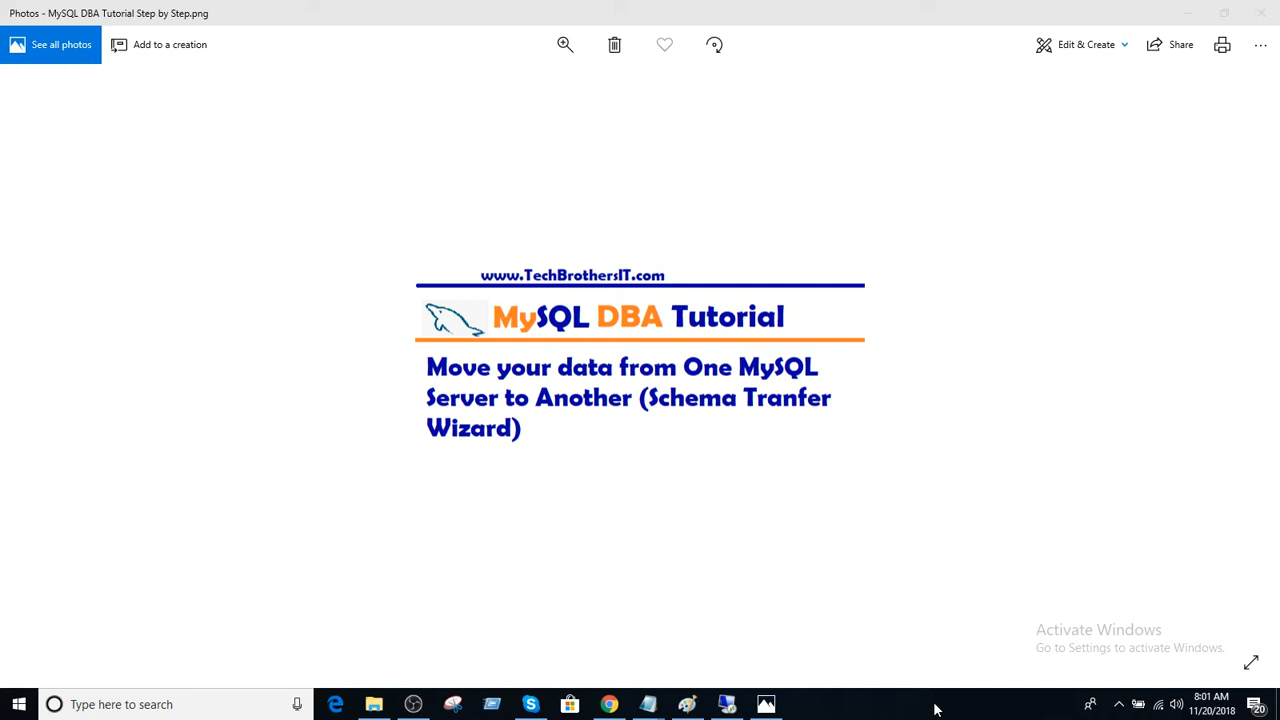 Photos - MySQL DBA Tutorial Step by Step.png
See all photos
Add to a creation
Edit & Create
Share
www.TechBrothersIT.com
MySQL DBA Tutorial
Move your data from One MySQL
Server to Another (Schema Tranfer
Wizard)
Activate Windows
Go to Settings to activate Windows.
Type here to search
8:01 AM
11/20/2018
20